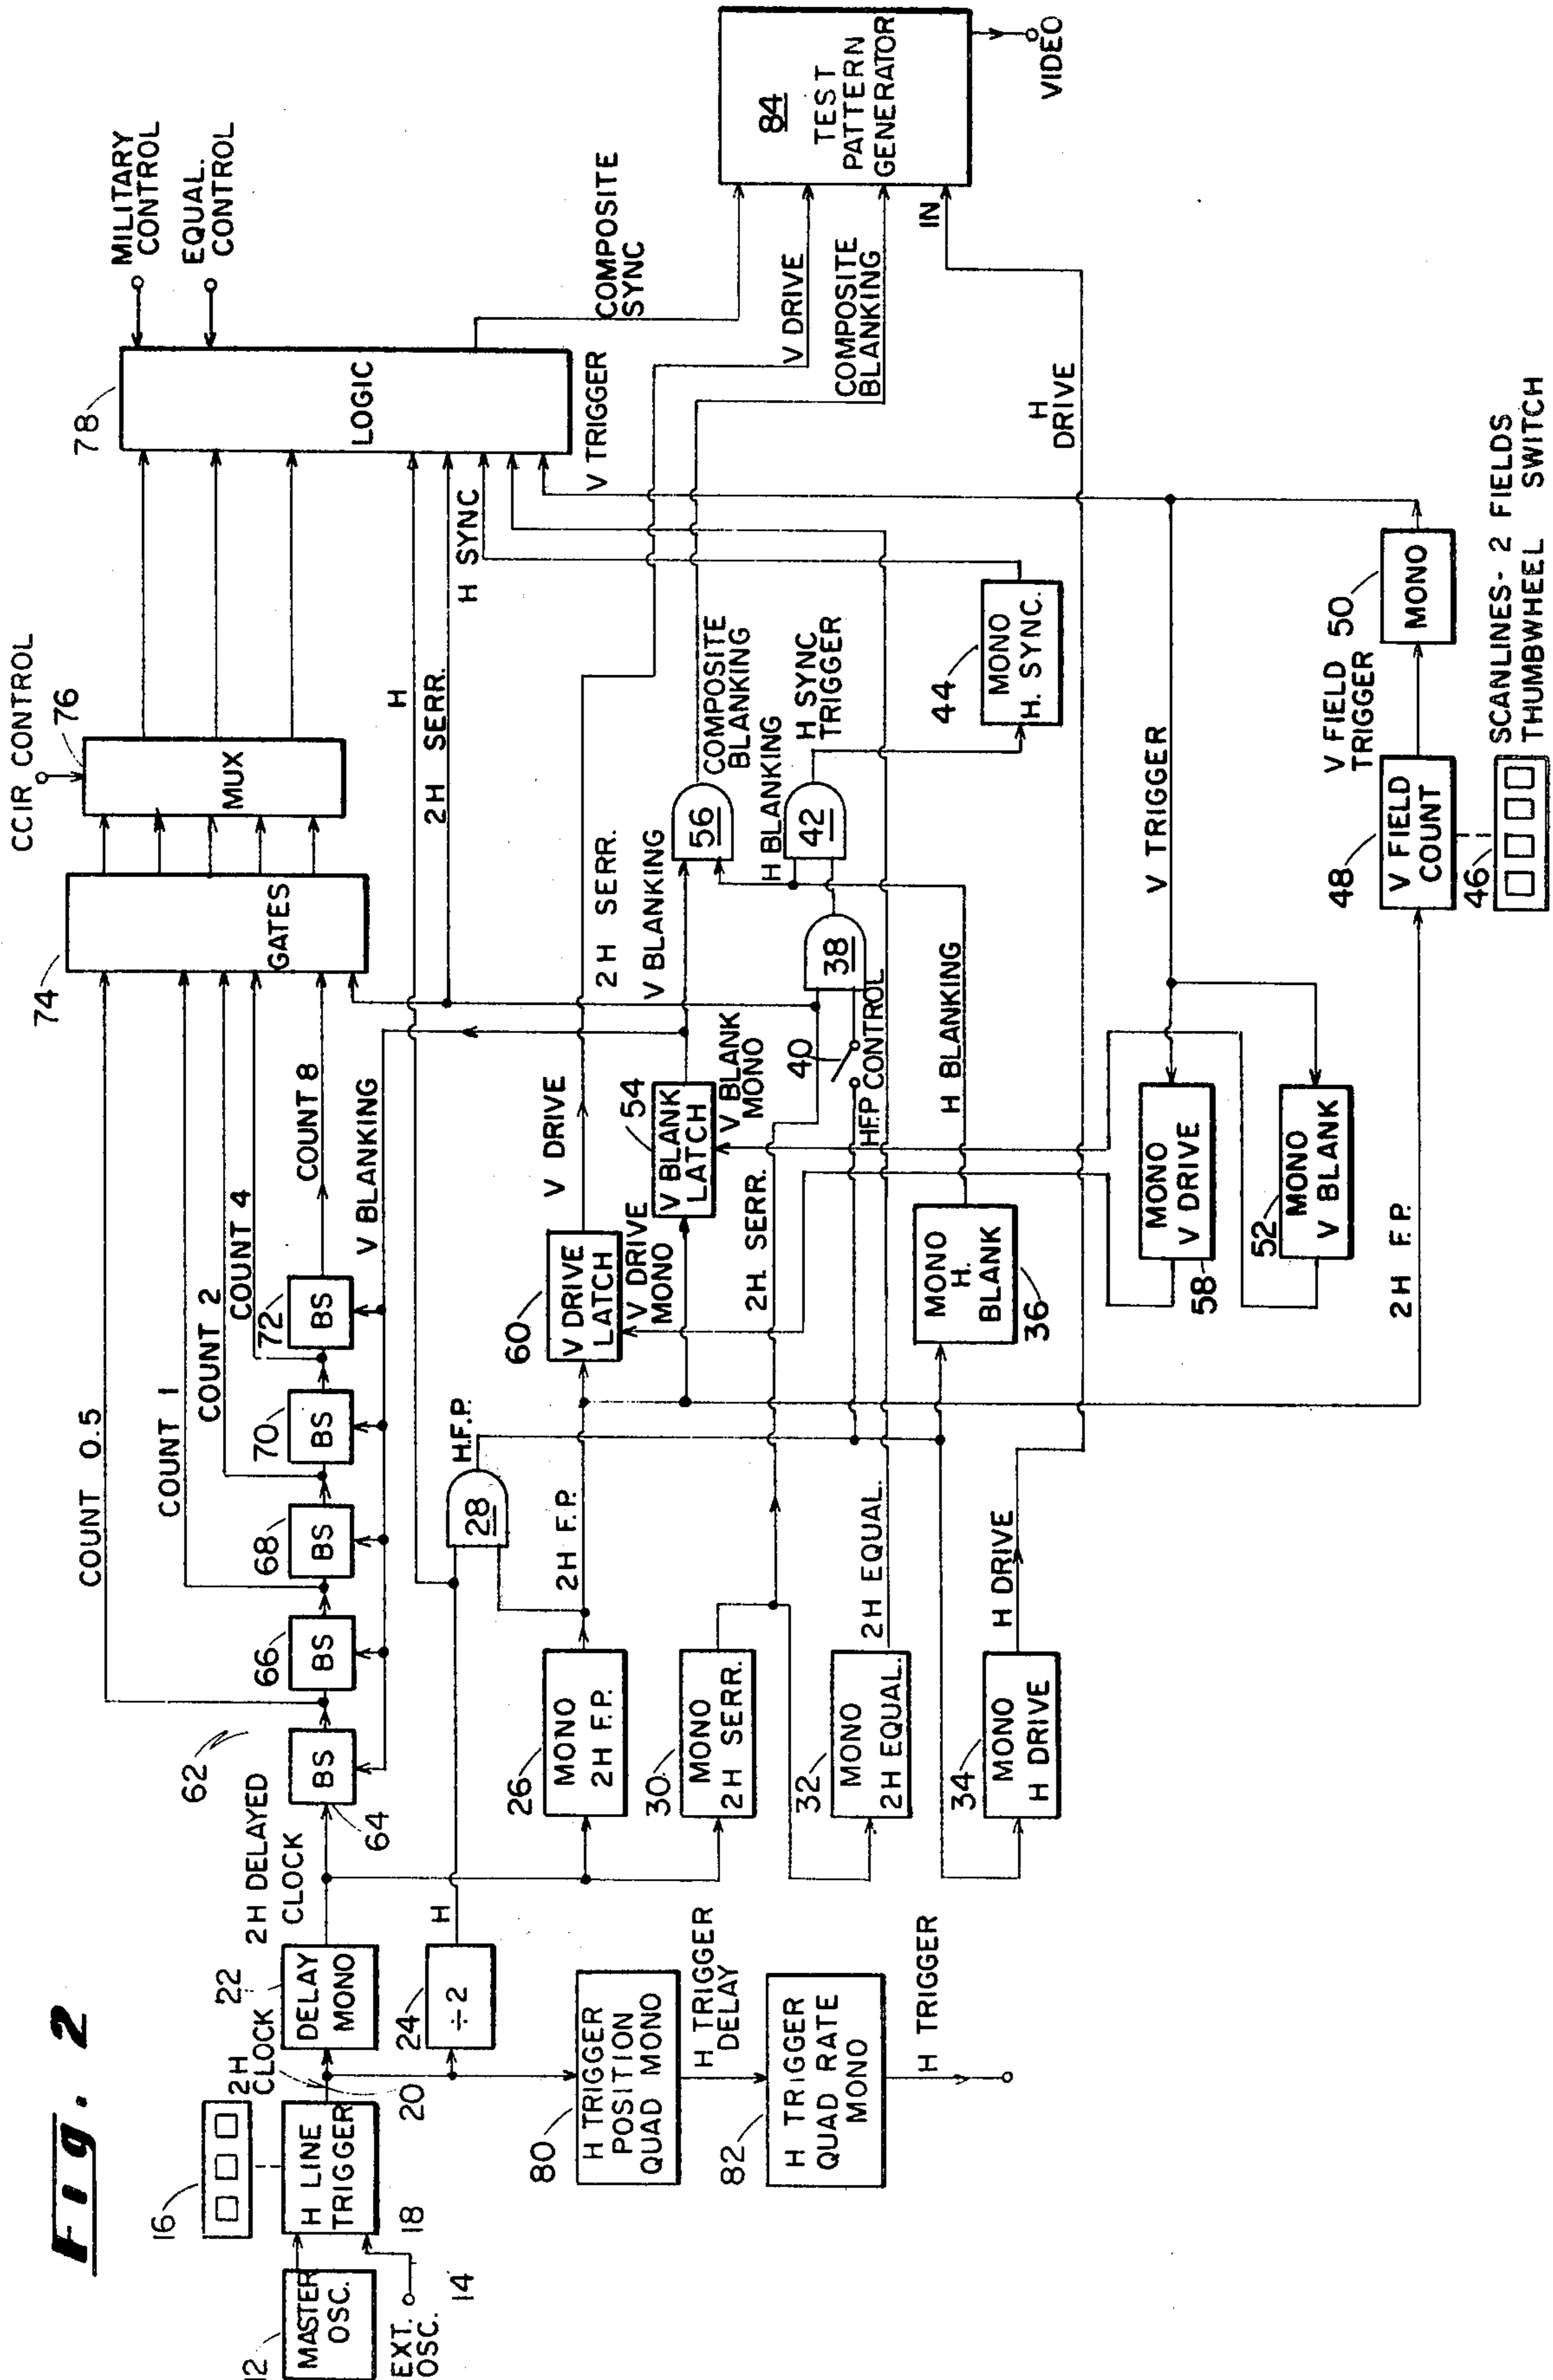 Fig. 2
12
MASTER
OSC.
EXT.
OSC.
14
16
H LINE
TRIGGER
18
2H
CLOCK
20
22
DELAY
MONO
24
÷2
H
80
H TRIGGER
POSITION
QUAD MONO
H TRIGGER
DELAY
82
H TRIGGER
QUAD RATE
MONO
H TRIGGER
2H DELAYED
CLOCK
62
64
BS
66
BS
68
BS
70
BS
72
BS
COUNT 0.5
COUNT 1
COUNT 2
COUNT 4
COUNT 8
V BLANKING
26
MONO
2H F.P.
2H F.P.
28
H.F.P.
30
MONO
2H SERR.
2H. SERR.
32
MONO
2H EQUAL.
2H EQUAL.
34
MONO
H DRIVE
H DRIVE
60
V DRIVE
LATCH
V DRIVE
MONO
V DRIVE
54
V BLANK
LATCH
V BLANK
MONO
V BLANKING
2H SERR.
36
MONO
H.
BLANK
H BLANKING
40
HF.P CONTROL
38
42
H BLANKING
H SYNC
TRIGGER
56
COMPOSITE
BLANKING
44
MONO
H. SYNC.
58
MONO
V DRIVE
52
MONO
V BLANK
2H F.P.
V TRIGGER
48
V FIELD
COUNT
46
V FIELD
TRIGGER
50
MONO
SCANLINES- 2 FIELDS
THUMBWHEEL SWITCH
74
GATES
CCIR CONTROL
76
MUX
H
2H SERR.
H SYNC
78
LOGIC
V TRIGGER
MILITARY
CONTROL
EQUAL.
CONTROL
COMPOSITE
SYNC
V DRIVE
COMPOSITE
BLANKING
H
DRIVE
IN
84
TEST
PATTERN
GENERATOR
VIDEO